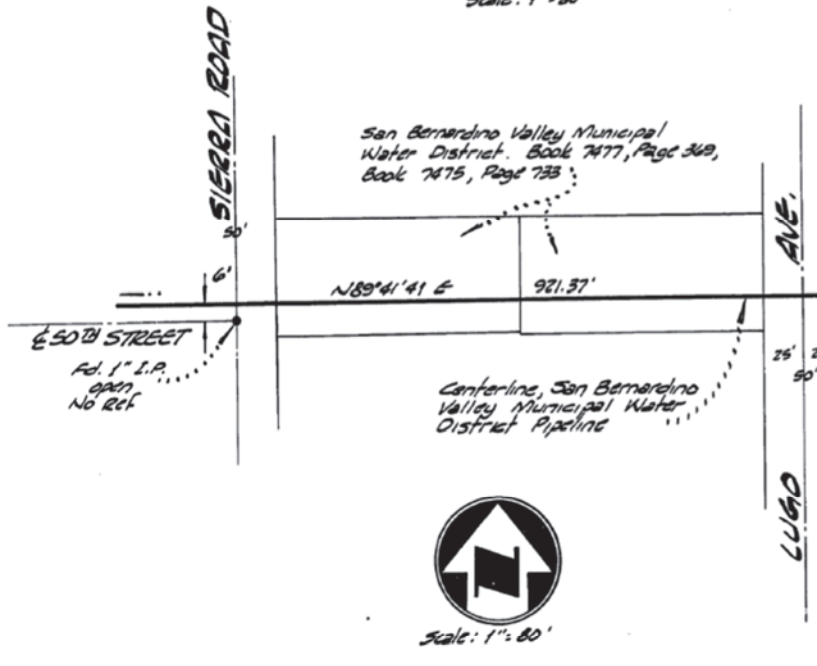 Scale: 1"=80'
SIERRA ROAD
San Bernardino Valley Municipal
Water District. Book 7477, Page 369,
Book 7475, Page 733
50'
6'
N89°41'41 E
921.37'
℄ 50TH STREET
Fd. 1" I.P.
open
No Ref
AVE.
25'
50'
Centerline, San Bernardino
Valley Municipal Water
District Pipeline
LUGO
N
Scale: 1"=80'